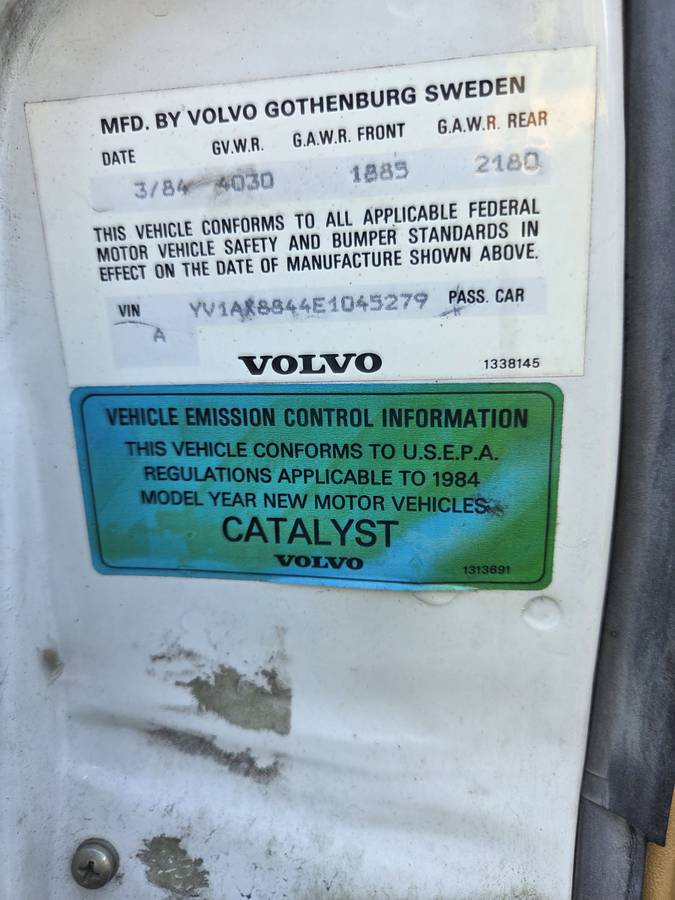 MFD. BY VOLVO GOTHENBURG SWEDEN
DATE GV.W.R. G.A.W.R. FRONT G.A.W.R. REAR
3/84 4030 1885 2180
THIS VEHICLE CONFORMS TO ALL APPLICABLE FEDERAL
MOTOR VEHICLE SAFETY AND BUMPER STANDARDS IN
EFFECT ON THE DATE OF MANUFACTURE SHOWN ABOVE.
VIN YV1AX8844E1045279 PASS. CAR
A
VOLVO 1338145
VEHICLE EMISSION CONTROL INFORMATION
THIS VEHICLE CONFORMS TO U.S.E.P.A.
REGULATIONS APPLICABLE TO 1984
MODEL YEAR NEW MOTOR VEHICLES
CATALYST
VOLVO
1313691